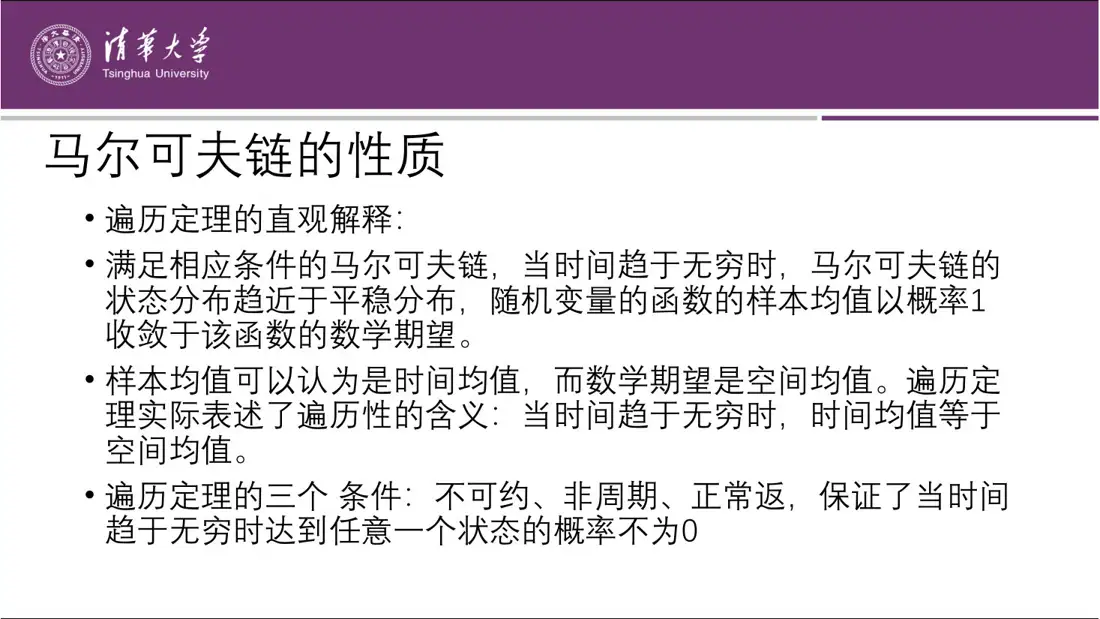 清華大学
Tsinghua University
马尔可夫链的性质
• 遍历定理的直观解释：
• 满足相应条件的马尔可夫链，当时间趋于无穷时，马尔可夫链的
状态分布趋近于平稳分布，随机变量的函数的样本均值以概率1
收敛于该函数的数学期望。
• 样本均值可以认为是时间均值，而数学期望是空间均值。遍历定
理实际表述了遍历性的含义：当时间趋于无穷时，时间均值等于
空间均值。
• 遍历定理的三个 条件：不可约、非周期、正常返，保证了当时间
趋于无穷时达到任意一个状态的概率不为0